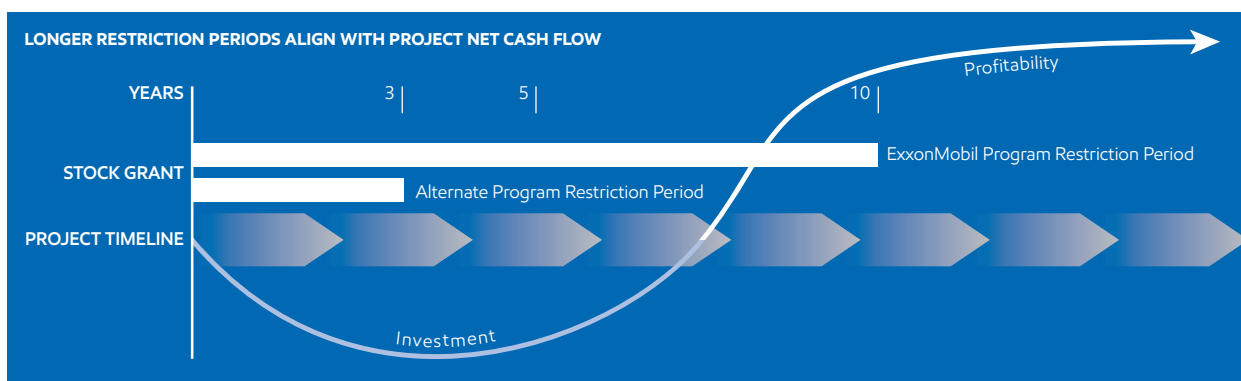 LONGER RESTRICTION PERIODS ALIGN WITH PROJECT NET CASH FLOW
Profitability
YEARS
3
5
10
ExxonMobil Program Restriction Period
STOCK GRANT
Alternate Program Restriction Period
PROJECT TIMELINE
Investment